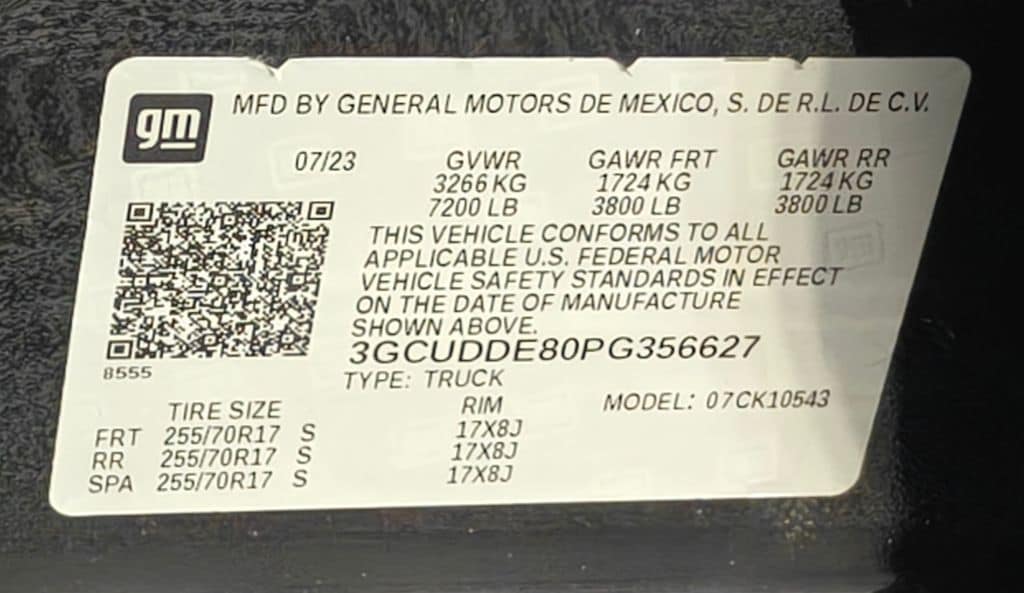 gm
MFD BY GENERAL MOTORS DE MEXICO, S. DE R.L. DE C.V.
07/23 GVWR GAWR FRT GAWR RR
3266 KG 1724 KG 1724 KG
7200 LB 3800 LB 3800 LB
THIS VEHICLE CONFORMS TO ALL
APPLICABLE U.S. FEDERAL MOTOR
VEHICLE SAFETY STANDARDS IN EFFECT
ON THE DATE OF MANUFACTURE
SHOWN ABOVE.
3GCUDDE80PG356627
8555
TYPE: TRUCK
TIRE SIZE RIM MODEL: 07CK10543
FRT 255/70R17 S 17X8J
RR 255/70R17 S 17X8J
SPA 255/70R17 S 17X8J